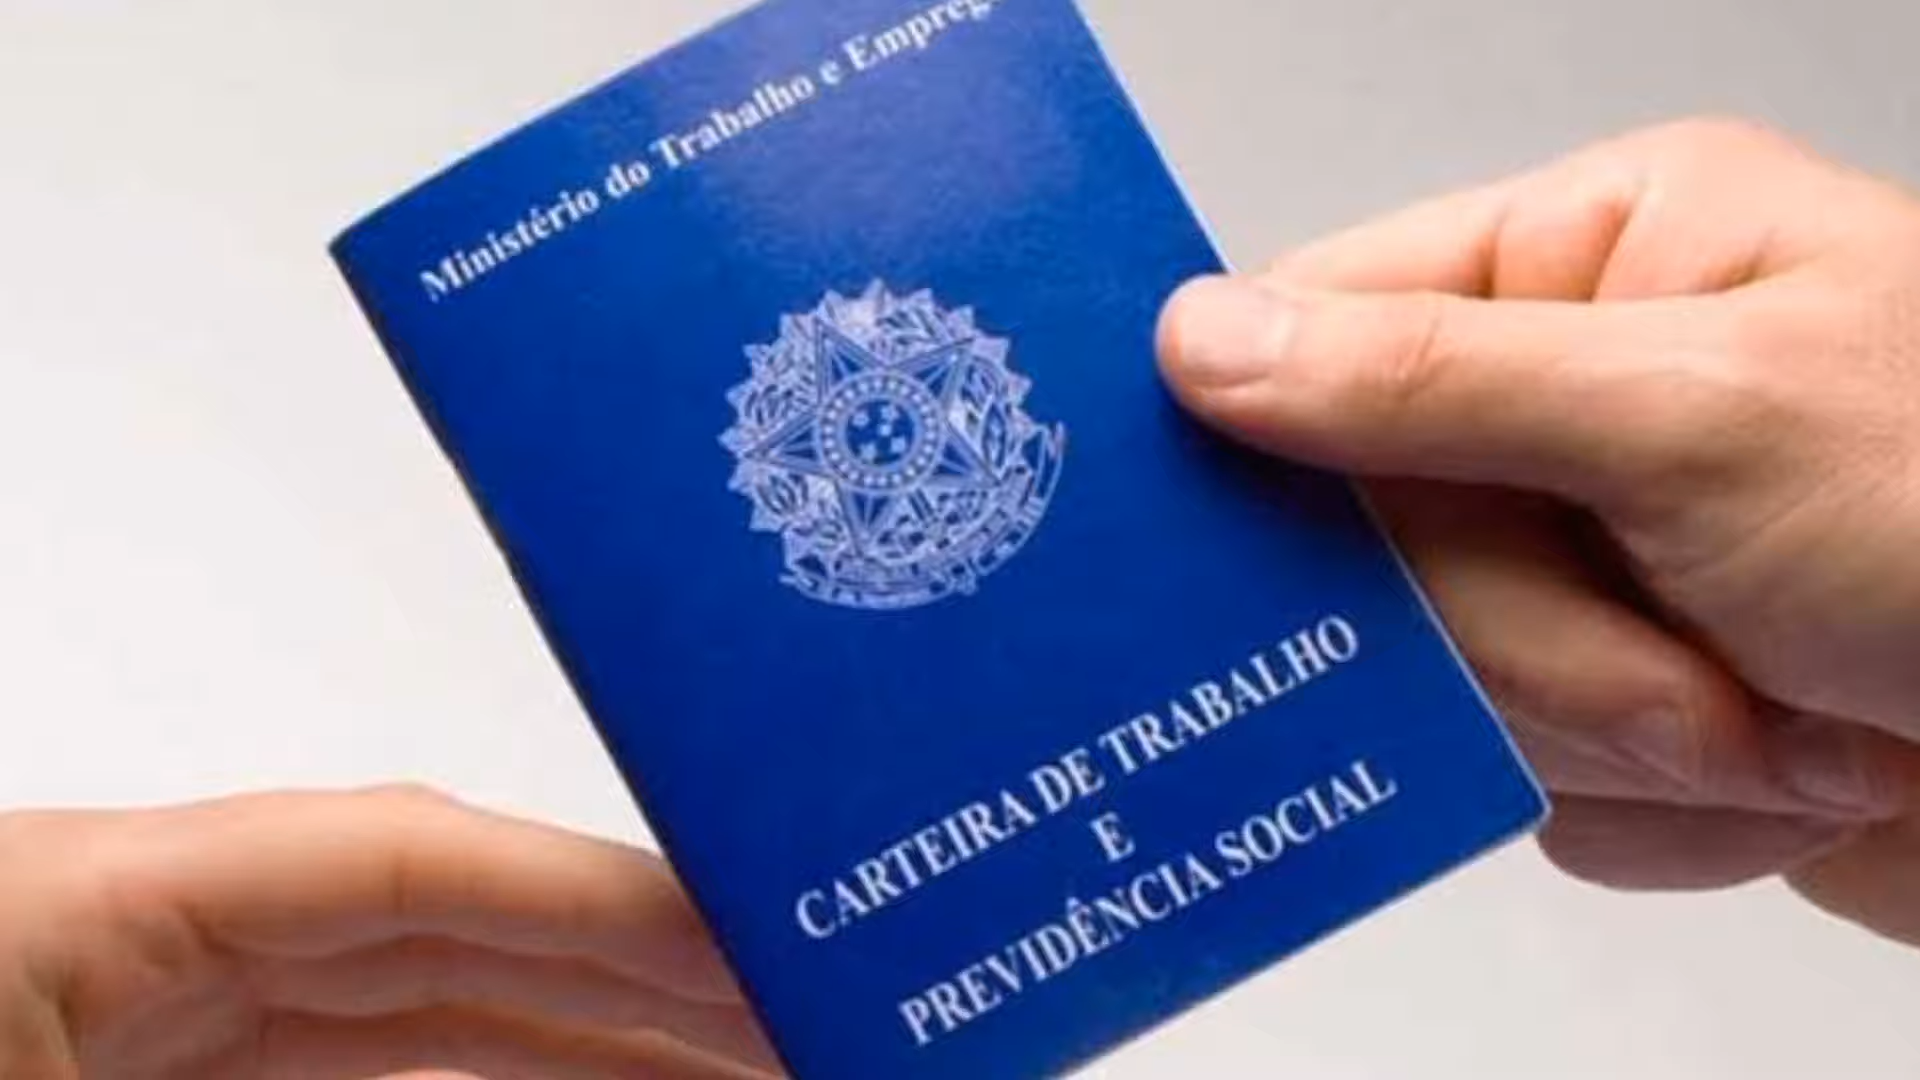 Ministério do Trabalho e Empreg
CARTEIRA DE TRABALHO
E
PREVIDÊNCIA SOCIAL